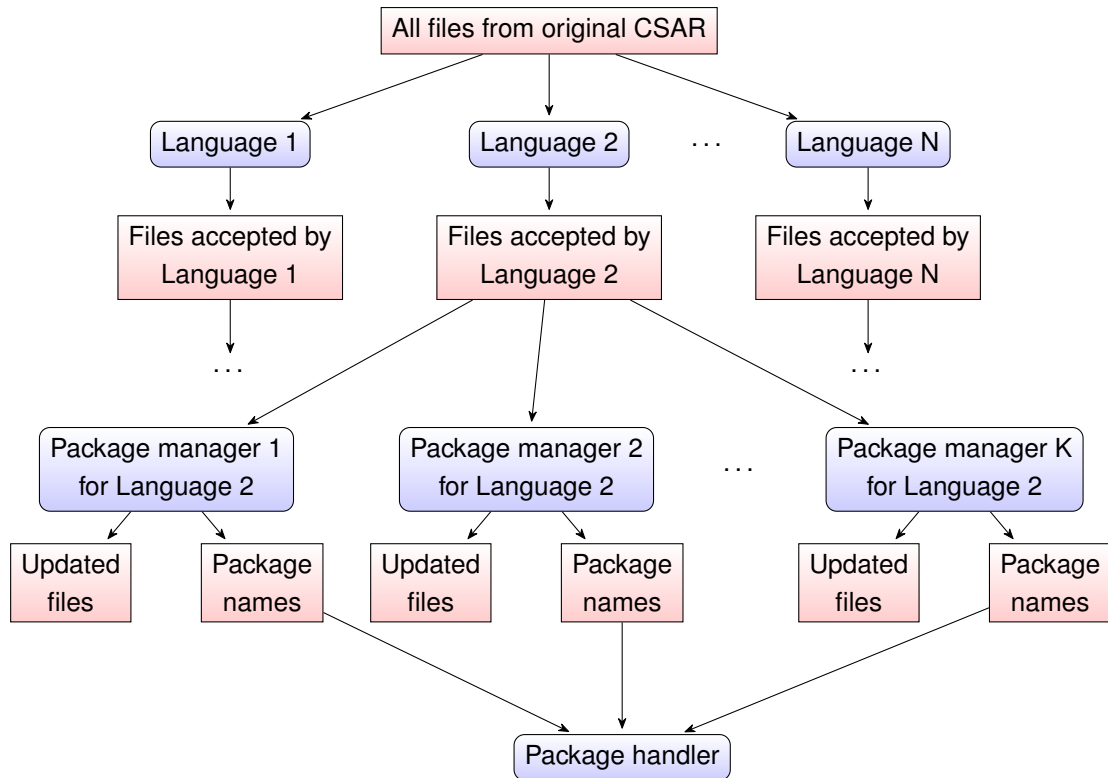 All files from original CSAR
Language 1
Language 2
. . .
Language N
Files accepted by
Language 1
Files accepted by
Language 2
Files accepted by
Language N
. . .
. . .
Package manager 1
for Language 2
Package manager 2
for Language 2
. . .
Package manager K
for Language 2
Updated
files
Package
names
Updated
files
Package
names
Updated
files
Package
names
Package handler